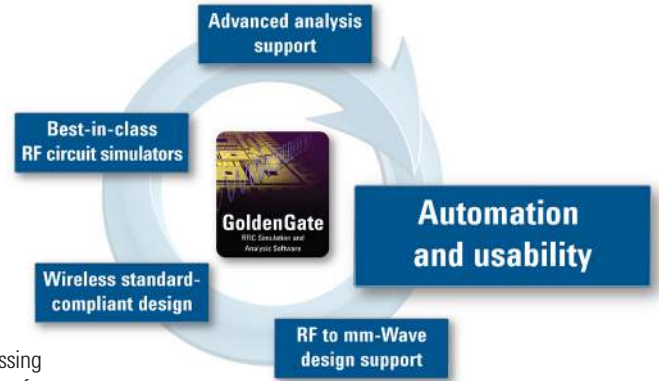 Advanced analysis
support
Best-in-class
RF circuit simulators
GoldenGate
RFIC Simulation and
Analysis Software
Automation
and usability
Wireless standard-
compliant design
RF to mm-Wave
design support
ssing